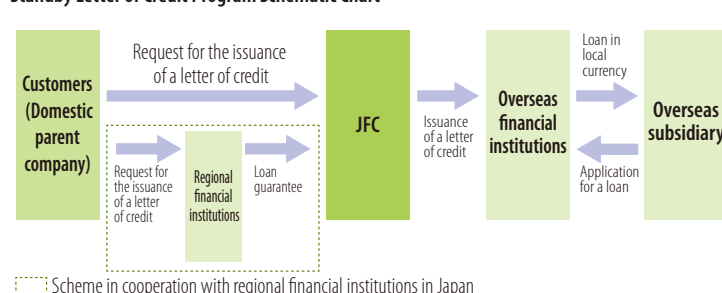 Standby Letter of Credit Program Schematic Chart
Customers
(Domestic
parent
company)
Request for the issuance
of a letter of credit
Request for
the issuance
of a letter
of credit
Regional
financial
institutions
Loan
guarantee
JFC
Issuance
of a letter
of credit
Overseas
financial
institutions
Loan in
local
currency
Application
for a loan
Overseas
subsidiary
Scheme in cooperation with regional financial institutions in Japan